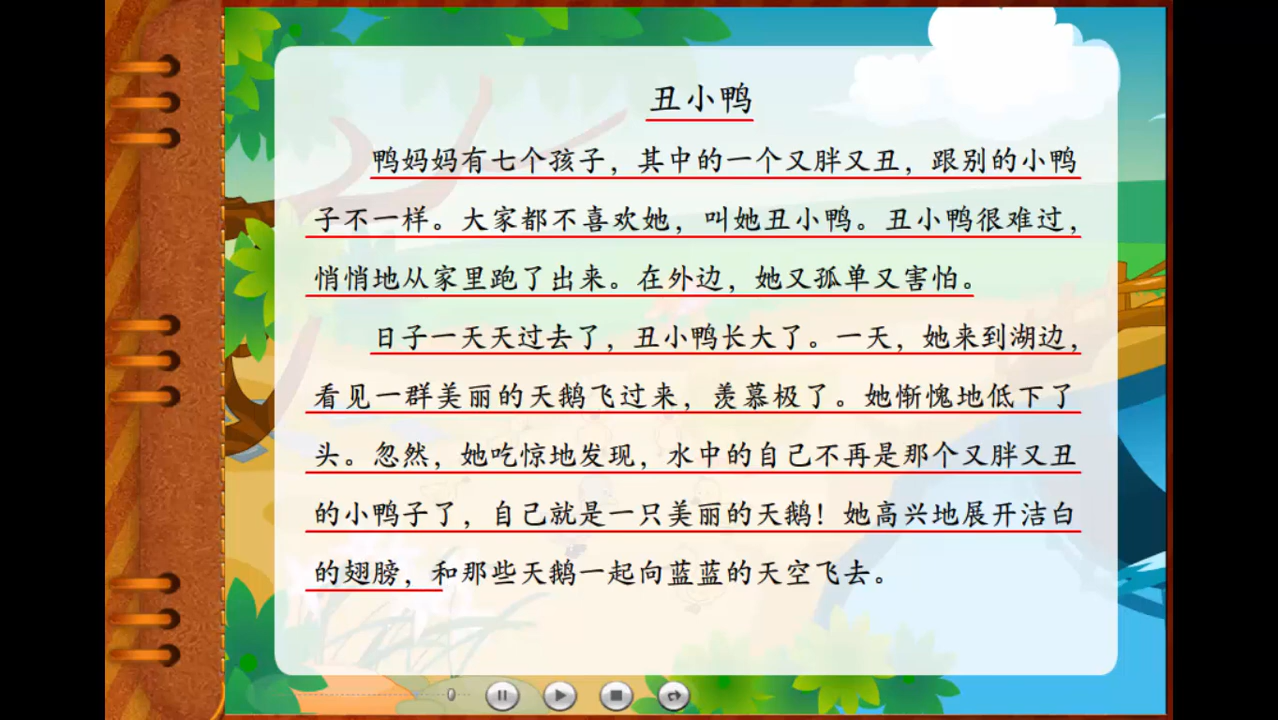 丑小鸭
鸭妈妈有七个孩子，其中的一个又胖又丑，跟别的小鸭
子不一样。大家都不喜欢她，叫她丑小鸭。丑小鸭很难过，
悄悄地从家里跑了出来。在外边，她又孤单又害怕。
日子一天天过去了，丑小鸭长大了。一天，她来到湖边，
看见一群美丽的天鹅飞过来，羡慕极了。她惭愧地低下了
头。忽然，她吃惊地发现，水中的自己不再是那个又胖又丑
的小鸭子了，自己就是一只美丽的天鹅！她高兴地展开洁白
的翅膀，和那些天鹅一起向蓝蓝的天空飞去。